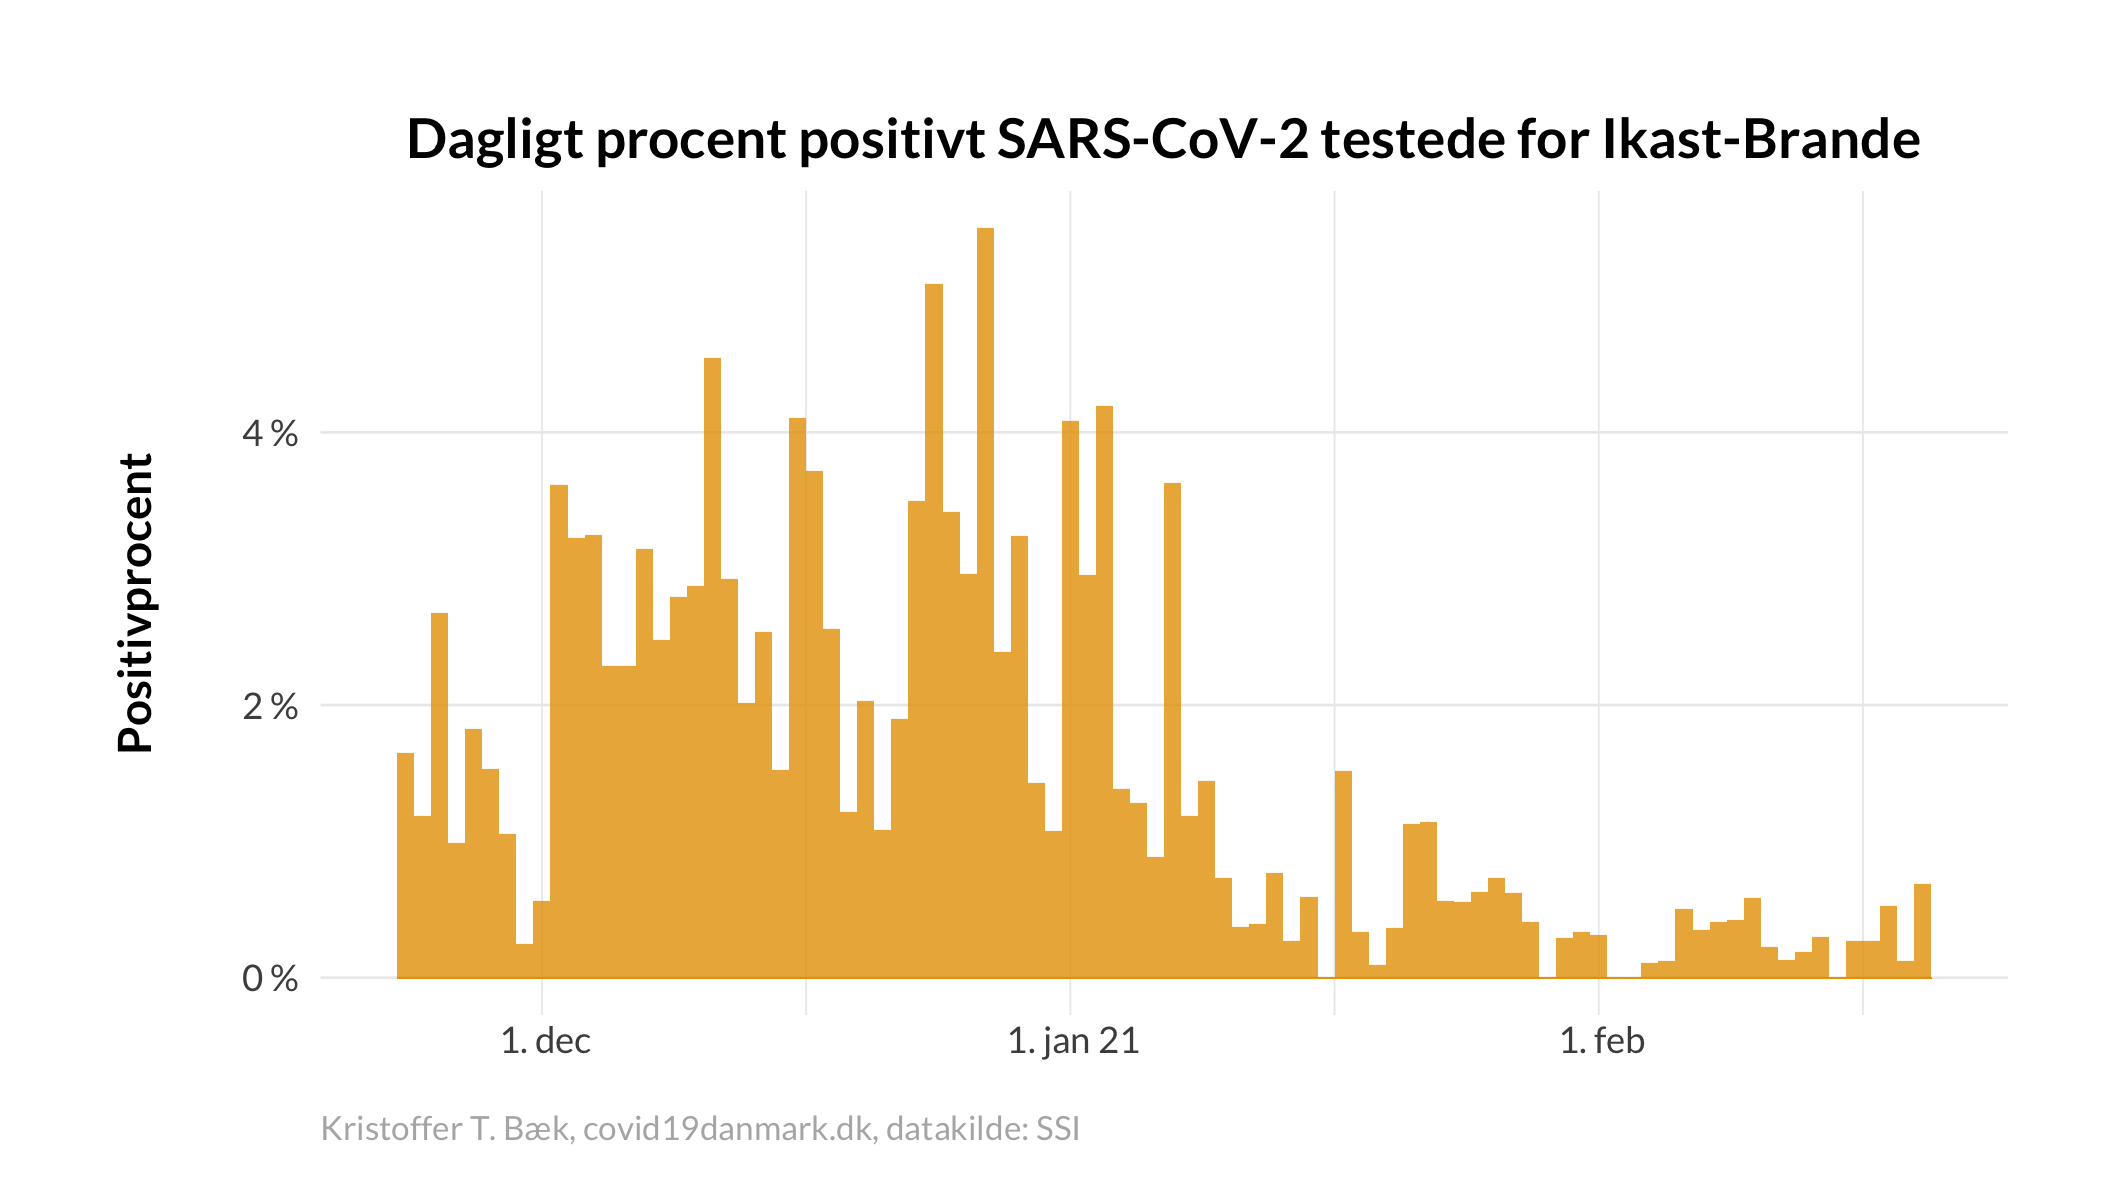 Dagligt procent positivt SARS-CoV-2 testede for Ikast-Brande
Positivprocent
4 %
2 %
0 %
1. dec
1. jan 21
1. feb
Kristoffer T. Bæk, covid19danmark.dk, datakilde: SSI